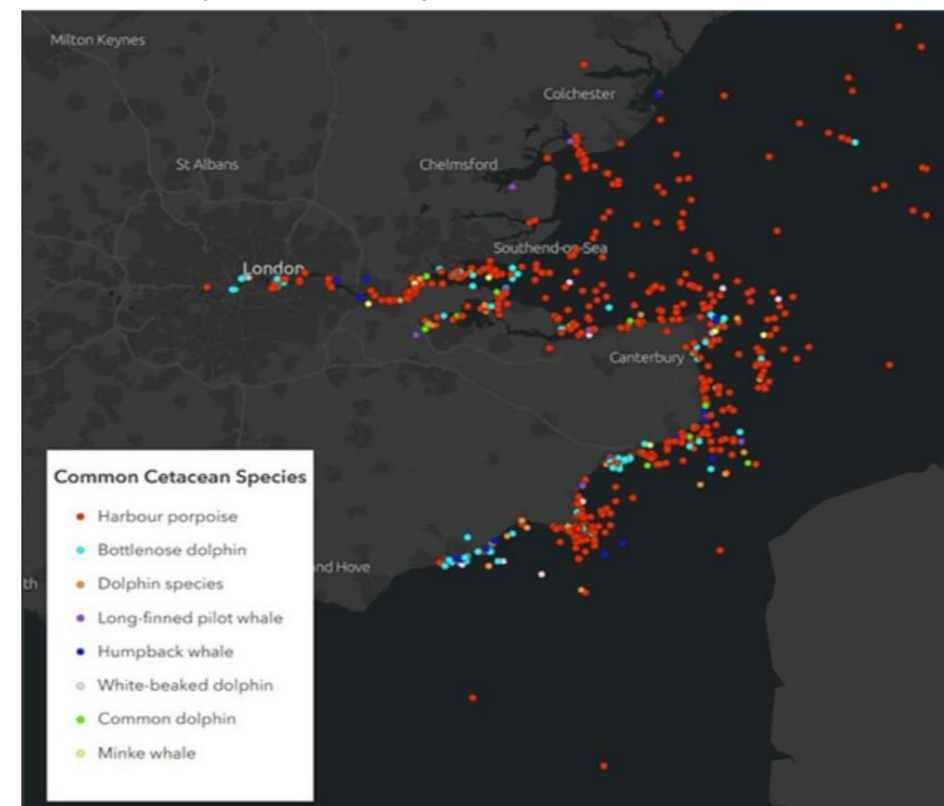 Milton Keynes
Colchester
St Albans
Chelmsford
Southend-on-Sea
London
Canterbury
Common Cetacean Species
Harbour porpoise
Bottlenose dolphin
Dolphin species
nd Hove
th
Long-finned pilot whale
Humpback whale
White-beaked dolphin
Common dolphin
Minke whale